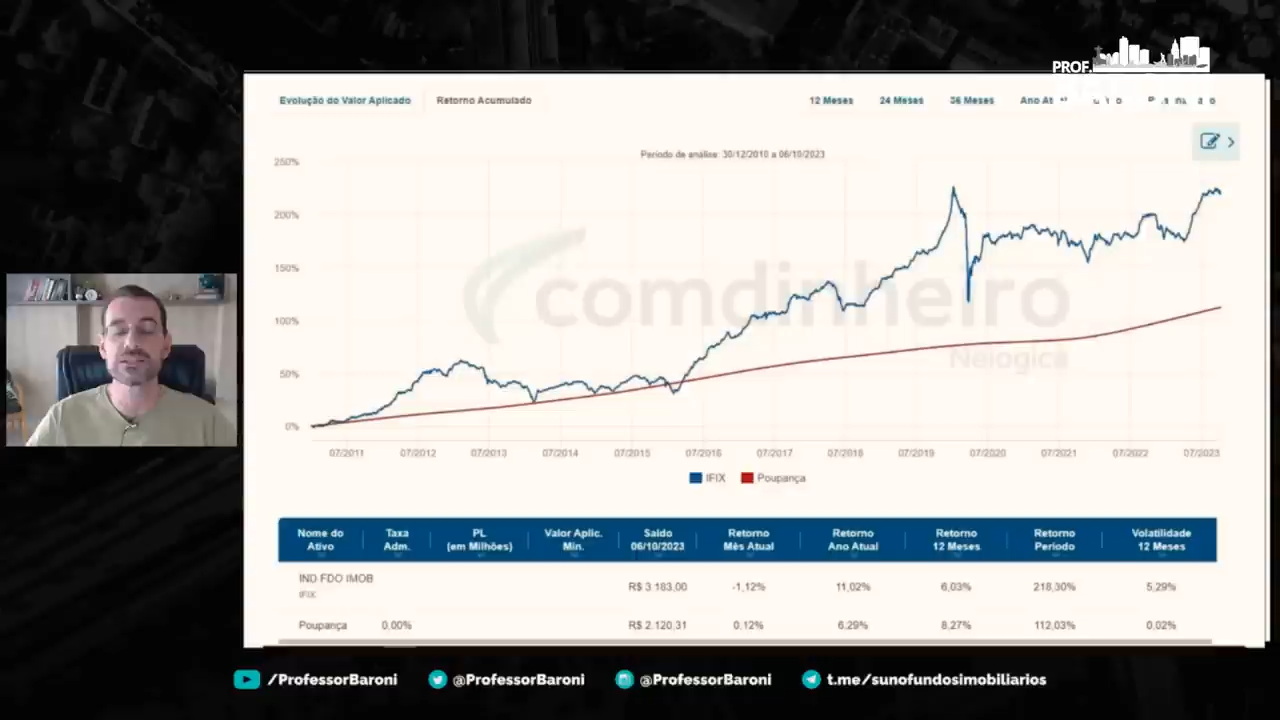 PROF.
Evolução do Valor Aplicado
Retorno Acumulado
12 Meses
24 Meses
36 Meses
Período de análise: 30/12/2010 a 06/10/2023
250%
200%
150%
100%
50%
0%
comdinheiro
Nelogica
07/2011 07/2012 07/2013 07/2014 07/2015 07/2016 07/2017 07/2018 07/2019 07/2020 07/2021 07/2022 07/2023
IFIX Poupança
Nome do Ativo Taxa Adm. PL (em Milhões) Valor Aplic. Mín. Saldo 06/10/2023 Retorno Mês Atual Retorno Ano Atual Retorno 12 Meses Retorno Período Volatilidade 12 Meses
IND FDO IMOB
IFIX
R$ 3.183,00 -1,12% 11,02% 6,03% 218,30% 5,29%
Poupança 0,00% R$ 2.120,31 0,12% 6,29% 8,27% 112,03% 0,02%
/ProfessorBaroni @ProfessorBaroni @ProfessorBaroni t.me/sunofundosimobiliarios